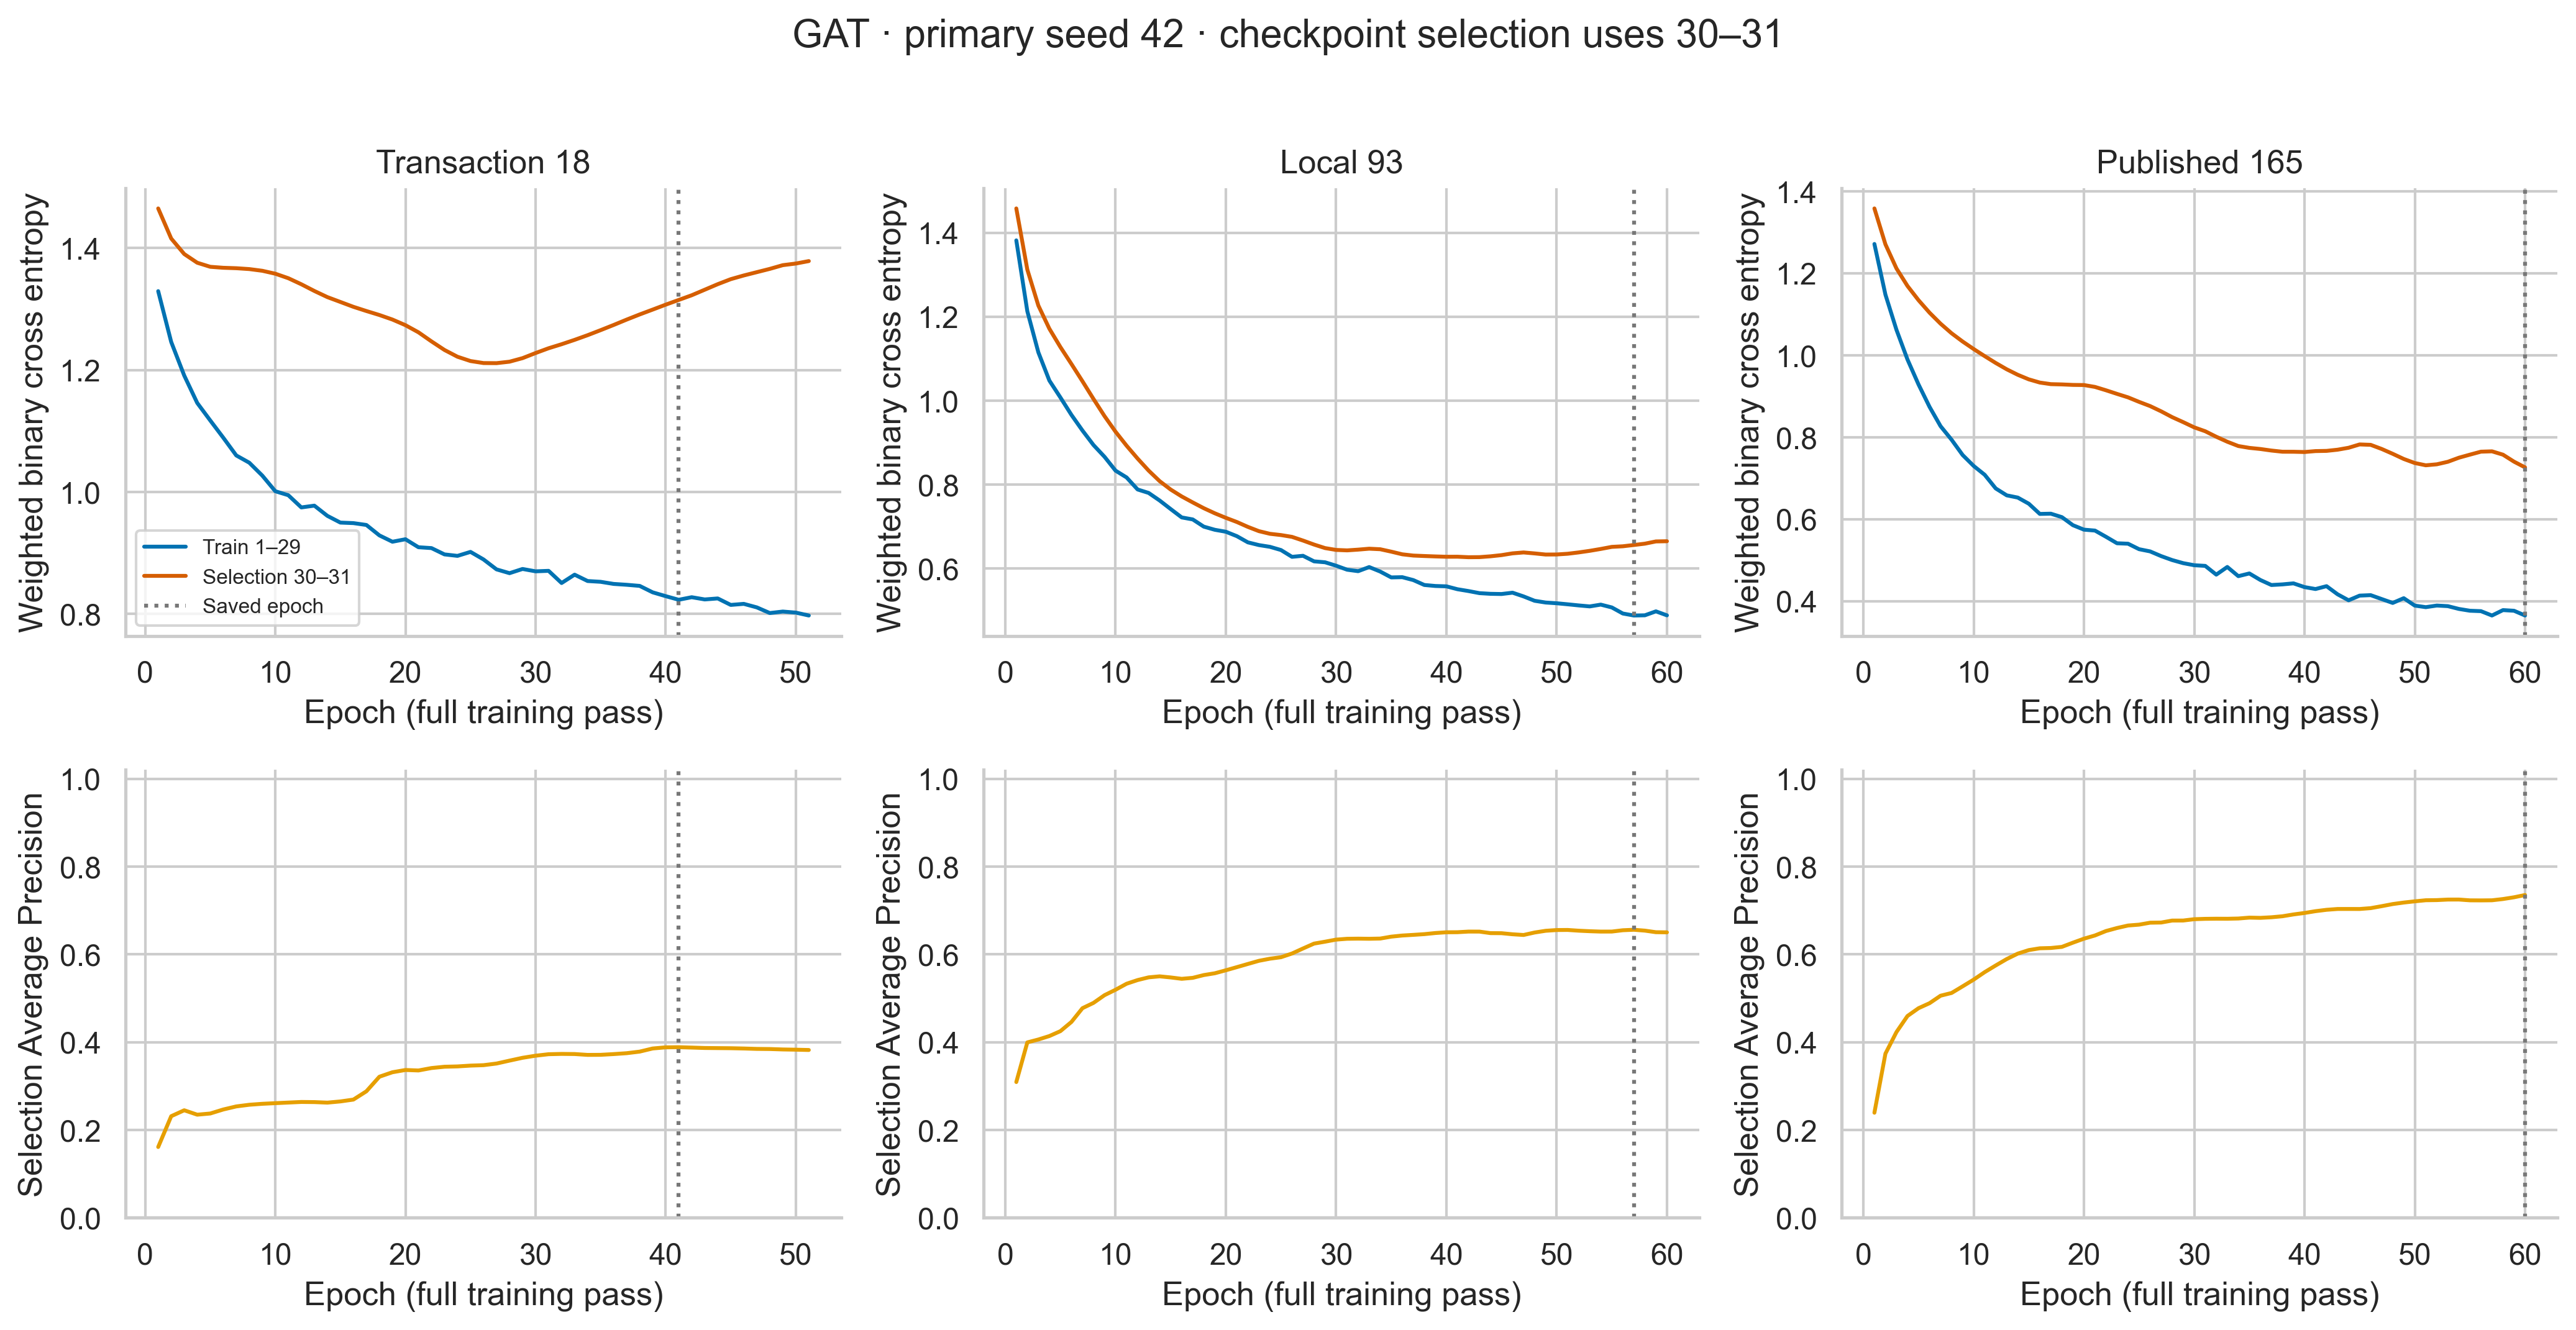 GAT · primary seed 42 · checkpoint selection uses 30–31
Transaction 18
Weighted binary cross entropy
1.4
1.2
1.0
0.8
Train 1–29
Selection 30–31
Saved epoch
0 10 20 30 40 50
Epoch (full training pass)
Local 93
Weighted binary cross entropy
1.4
1.2
1.0
0.8
0.6
0 10 20 30 40 50 60
Epoch (full training pass)
Published 165
Weighted binary cross entropy
1.4
1.2
1.0
0.8
0.6
0.4
0 10 20 30 40 50 60
Epoch (full training pass)
Selection Average Precision
1.0
0.8
0.6
0.4
0.2
0.0
0 10 20 30 40 50
Epoch (full training pass)
Selection Average Precision
1.0
0.8
0.6
0.4
0.2
0.0
0 10 20 30 40 50 60
Epoch (full training pass)
Selection Average Precision
1.0
0.8
0.6
0.4
0.2
0.0
0 10 20 30 40 50 60
Epoch (full training pass)